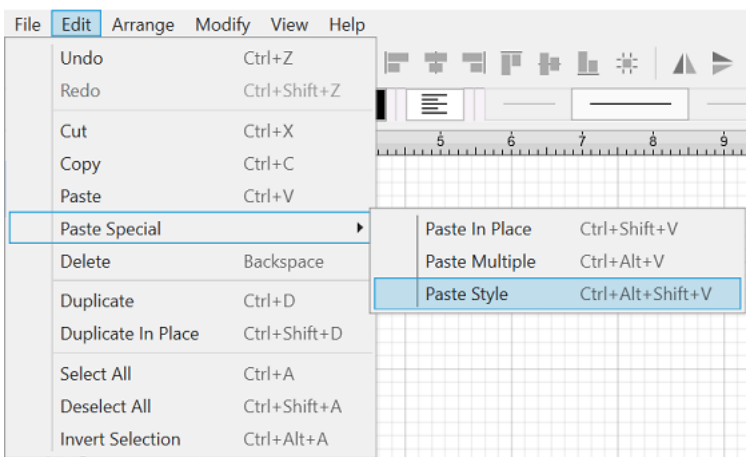 File Edit Arrange Modify View Help
Undo Ctrl+Z
Redo Ctrl+Shift+Z
Cut Ctrl+X
Copy Ctrl+C
Paste Ctrl+V
Paste Special
Delete Backspace
Duplicate Ctrl+D
Duplicate In Place Ctrl+Shift+D
Select All Ctrl+A
Deselect All Ctrl+Shift+A
Invert Selection Ctrl+Alt+A
5 6 7 8 9
Paste In Place Ctrl+Shift+V
Paste Multiple Ctrl+Alt+V
Paste Style Ctrl+Alt+Shift+V